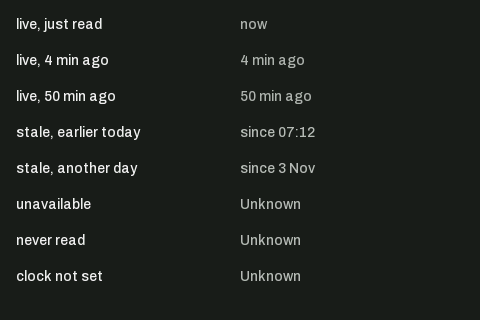 live, just read now
live, 4 min ago 4 min ago
live, 50 min ago 50 min ago
stale, earlier today since 07:12
stale, another day since 3 Nov
unavailable Unknown
never read Unknown
clock not set Unknown